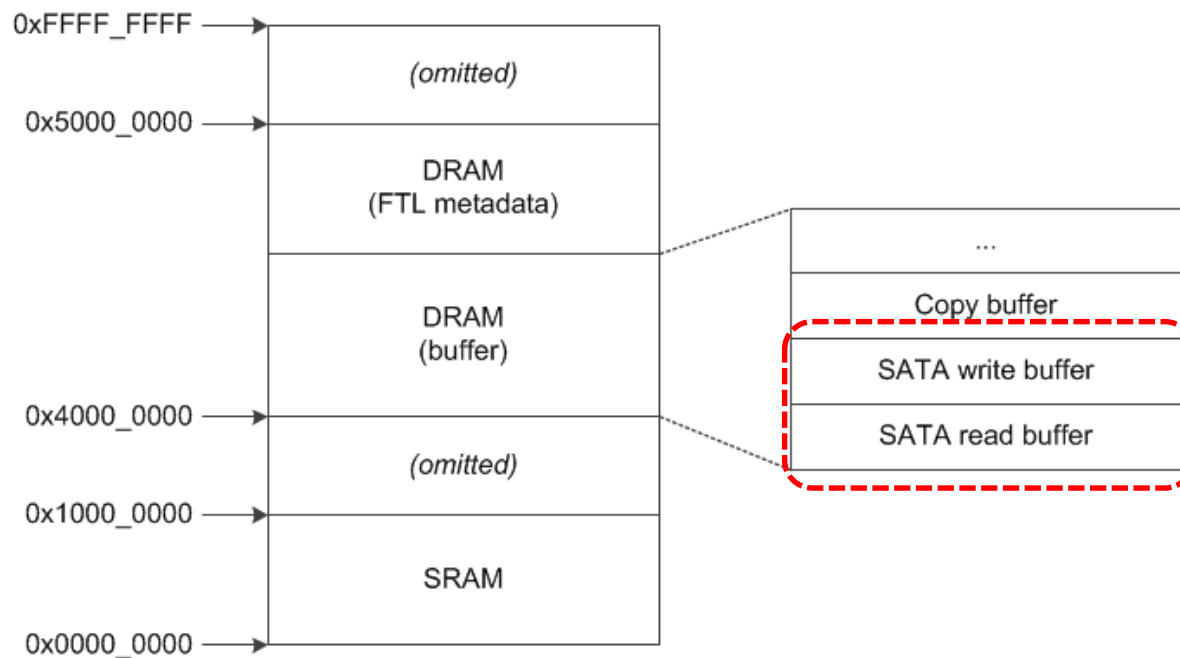 0xFFFF_FFFF
(omitted)
0x5000_0000
DRAM
(FTL metadata)
DRAM
(buffer)
0x4000_0000
(omitted)
0x1000_0000
SRAM
0x0000_0000
...
Copy buffer
SATA write buffer
SATA read buffer